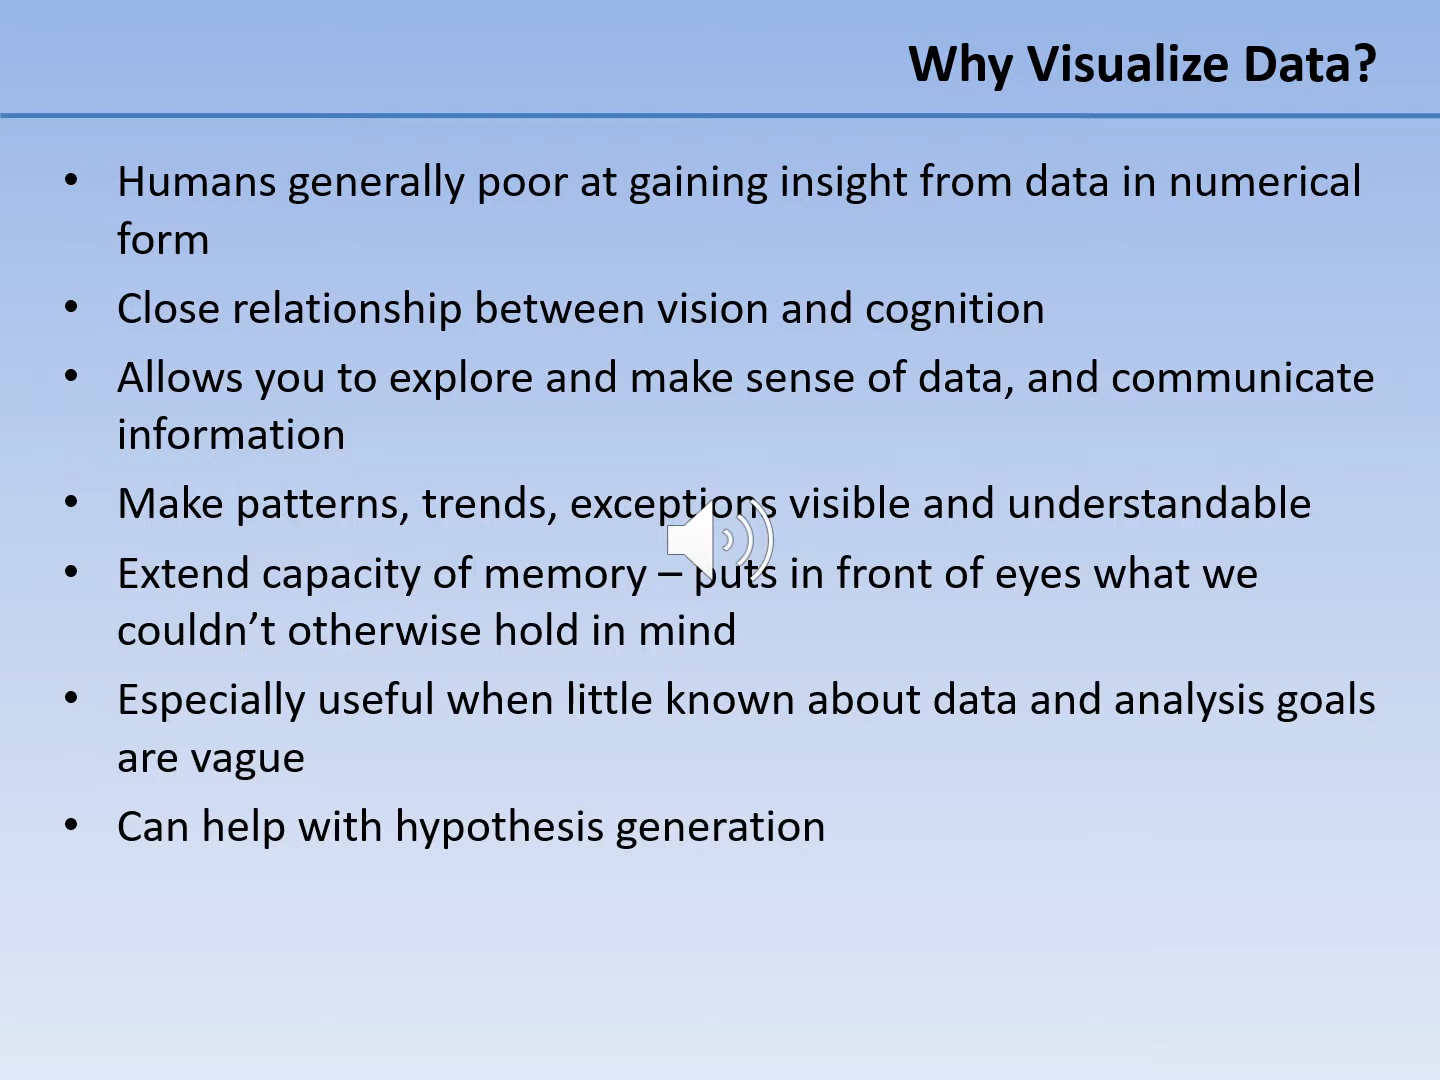 Why Visualize Data?
• Humans generally poor at gaining insight from data in numerical
form
• Close relationship between vision and cognition
• Allows you to explore and make sense of data, and communicate
information
• Make patterns, trends, exceptions visible and understandable
• Extend capacity of memory – puts in front of eyes what we
couldn’t otherwise hold in mind
• Especially useful when little known about data and analysis goals
are vague
• Can help with hypothesis generation